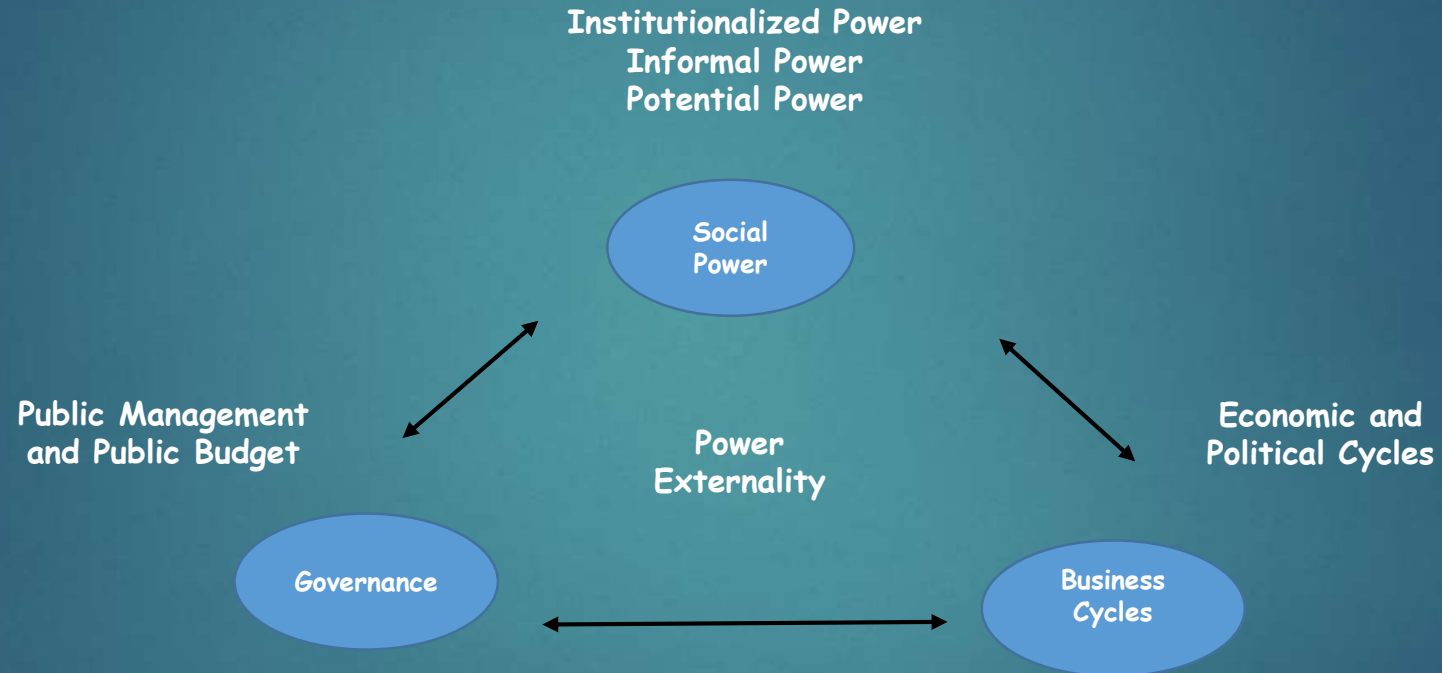 Institutionalized Power
Informal Power
Potential Power
Social
Power
Public Management
and Public Budget
Power
Externality
Economic and
Political Cycles
Governance
Business
Cycles